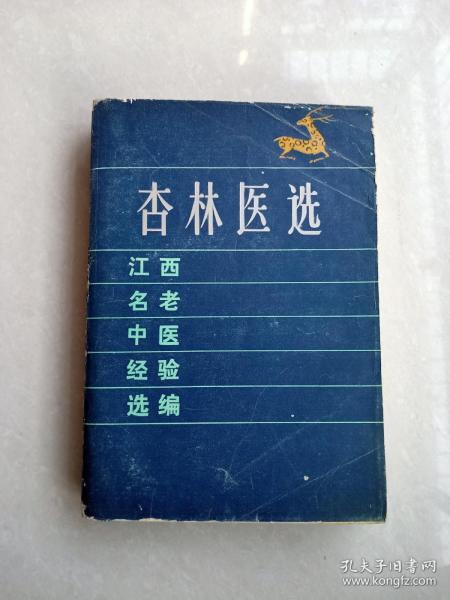 杏林医选
江西
名老
中医
经验
选编
孔夫子旧书网
www.kongfz.com